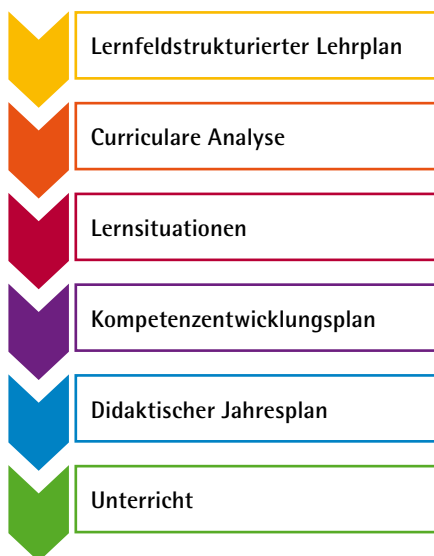 Lernfeldstrukturierter Lehrplan
Curriculare Analyse
Lernsituationen
Kompetenzentwicklungsplan
Didaktischer Jahresplan
Unterricht